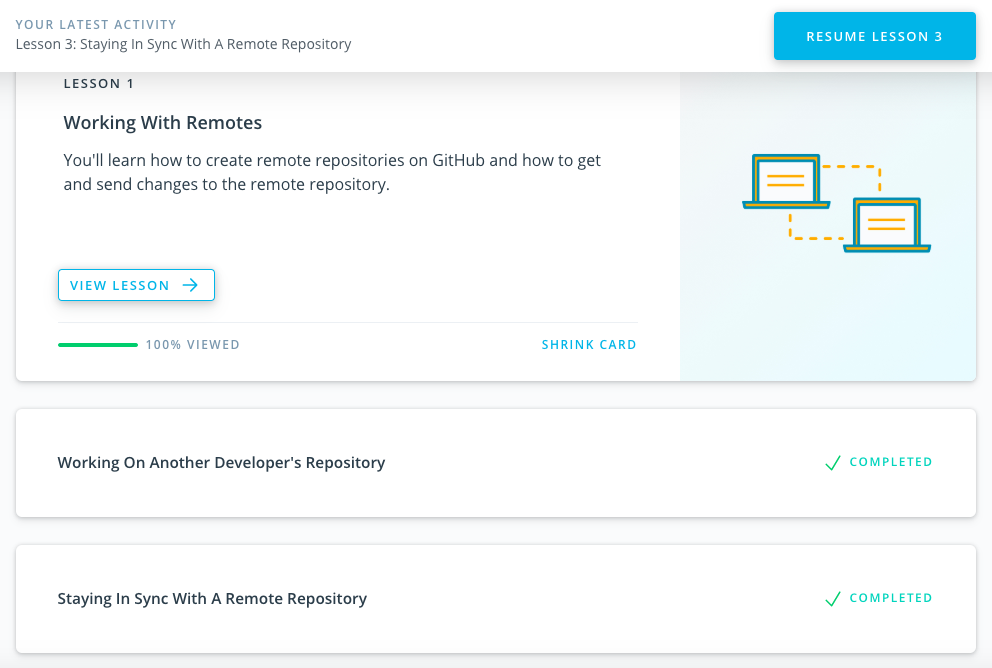 YOUR LATEST ACTIVITY
Lesson 3: Staying In Sync With A Remote Repository
RESUME LESSON 3
LESSON 1
Working With Remotes
You'll learn how to create remote repositories on GitHub and how to get
and send changes to the remote repository.
VIEW LESSON
100% VIEWED
SHRINK CARD
Working On Another Developer's Repository
COMPLETED
Staying In Sync With A Remote Repository
COMPLETED